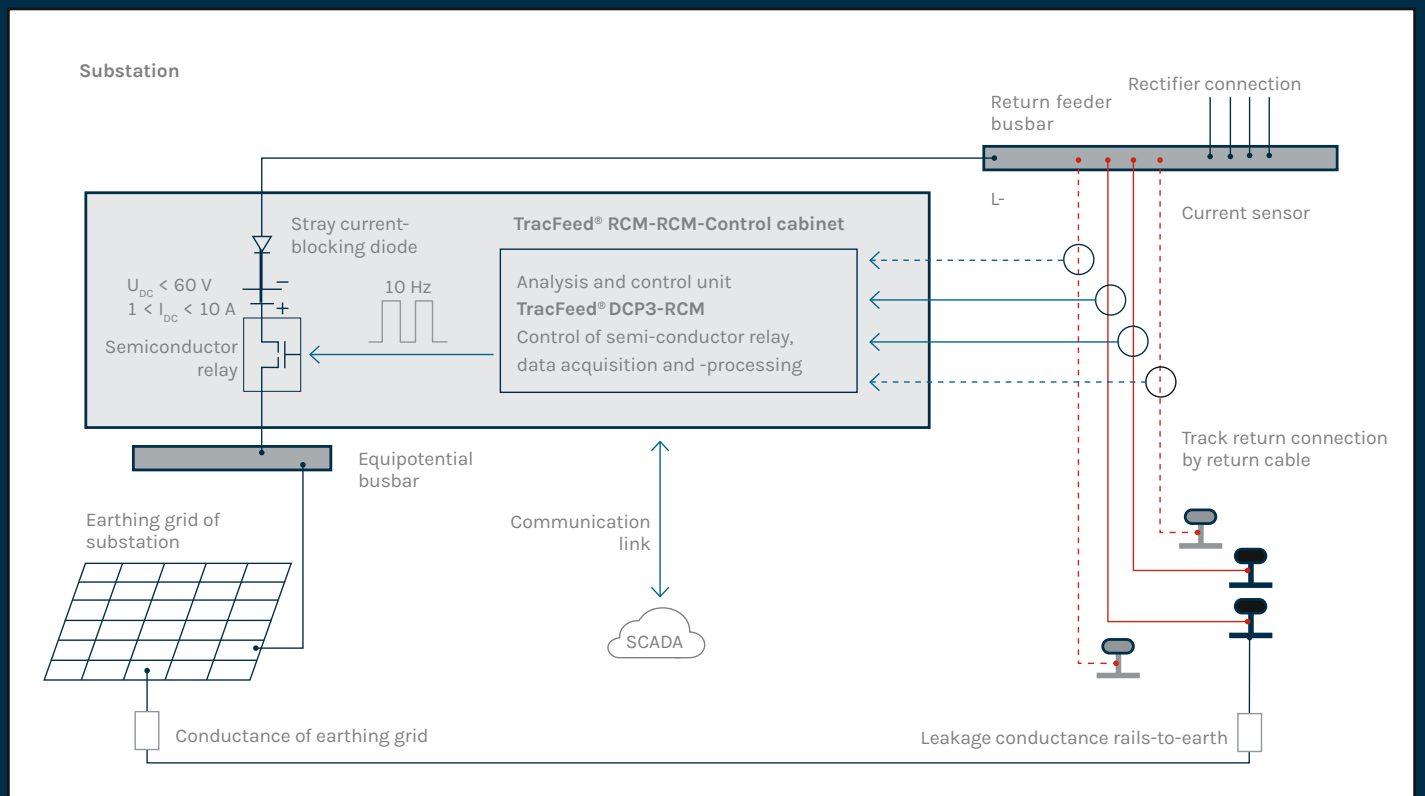 Substation
Rectifier connection
Return feeder
busbar
L-
Current sensor
Stray current-
blocking diode
TracFeed® RCM-RCM-Control cabinet
U_DC < 60 V
1 < I_DC < 10 A
−
+
10 Hz
Analysis and control unit
TracFeed® DCP3-RCM
Control of semi-conductor relay,
data acquisition and -processing
Semiconductor
relay
Equipotential
busbar
Track return connection
by return cable
Earthing grid of
substation
Communication
link
SCADA
Conductance of earthing grid
Leakage conductance rails-to-earth